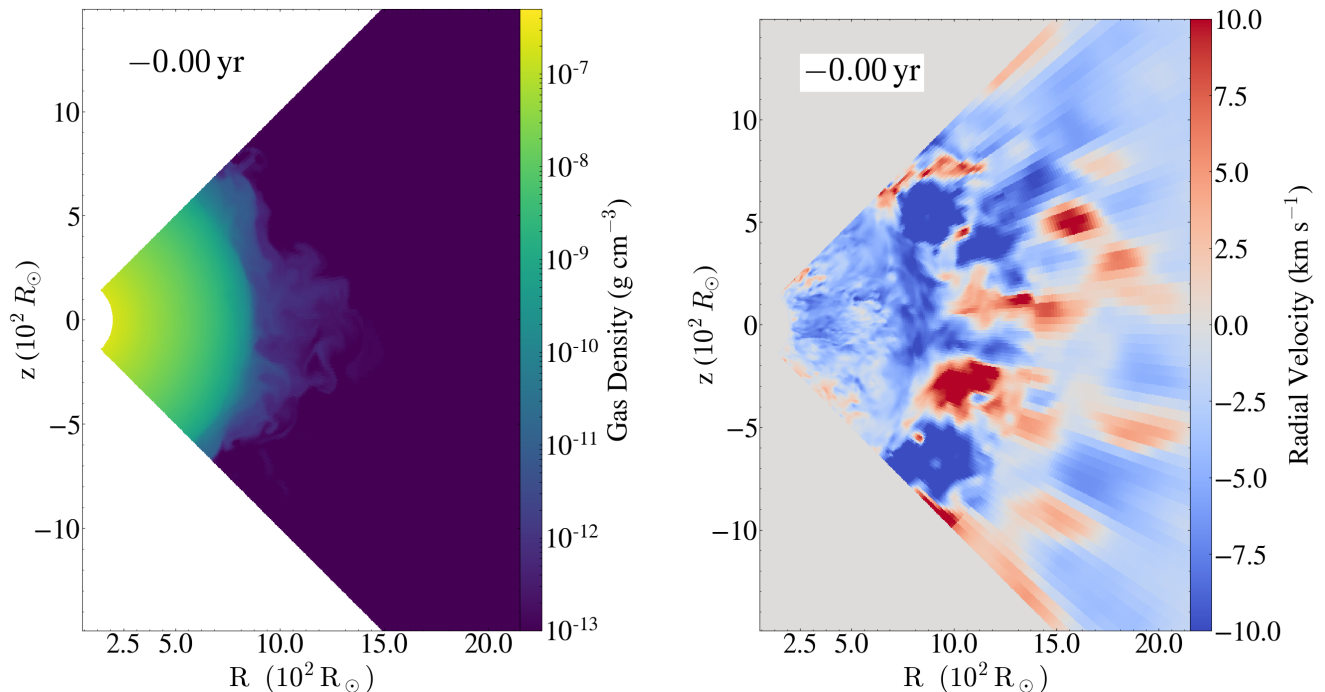 −0.00 yr
10
5
0
−5
−10
z (10² R☉)
2.5 5.0 10.0 15.0 20.0
R (10² R☉)
10⁻⁷
10⁻⁸
10⁻⁹
10⁻¹⁰
10⁻¹¹
10⁻¹²
10⁻¹³
Gas Density (g cm⁻³)
−0.00 yr
10
5
0
−5
−10
z (10² R☉)
2.5 5.0 10.0 15.0 20.0
R (10² R☉)
10.0
7.5
5.0
2.5
0.0
−2.5
−5.0
−7.5
−10.0
Radial Velocity (km s⁻¹)